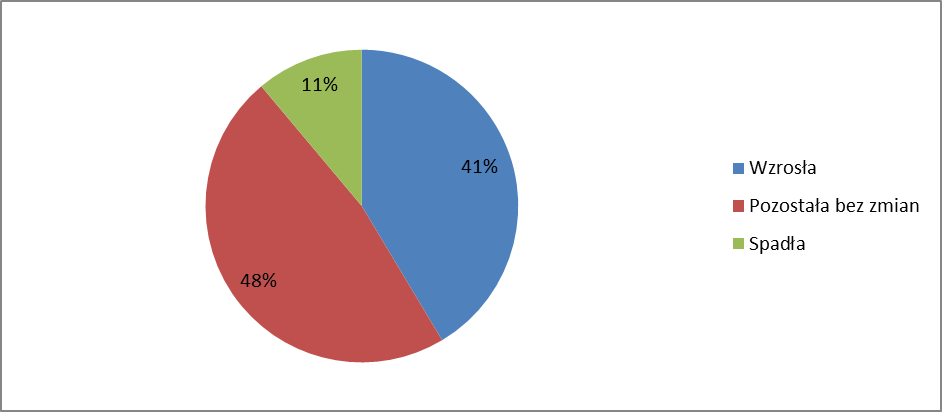 11%
41%
48%
Wzrosła
Pozostała bez zmian
Spadła